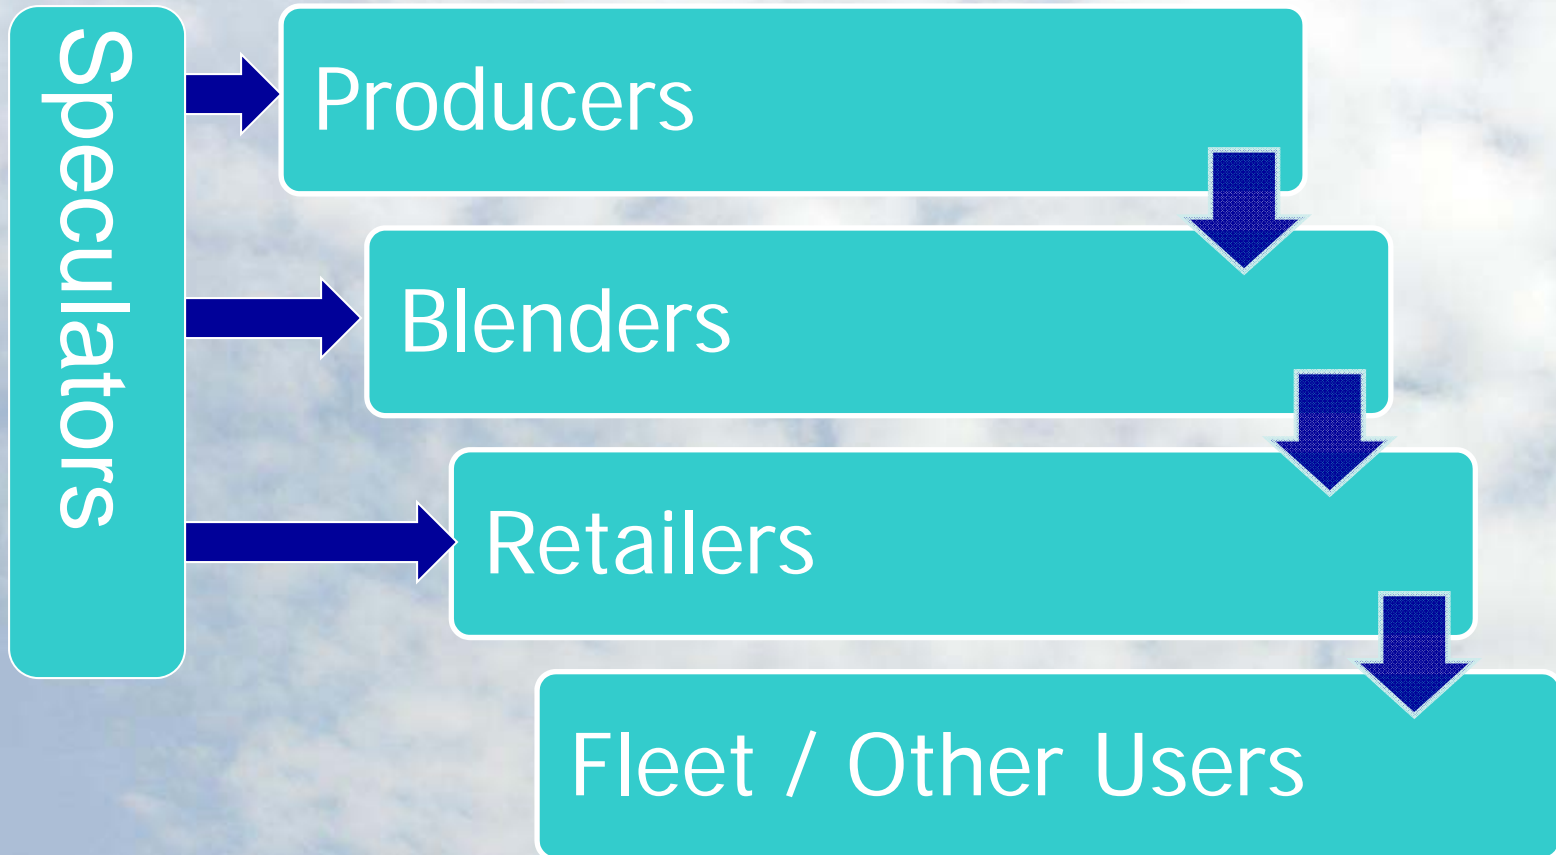 Speculators
Producers
Blenders
Retailers
Fleet / Other Users